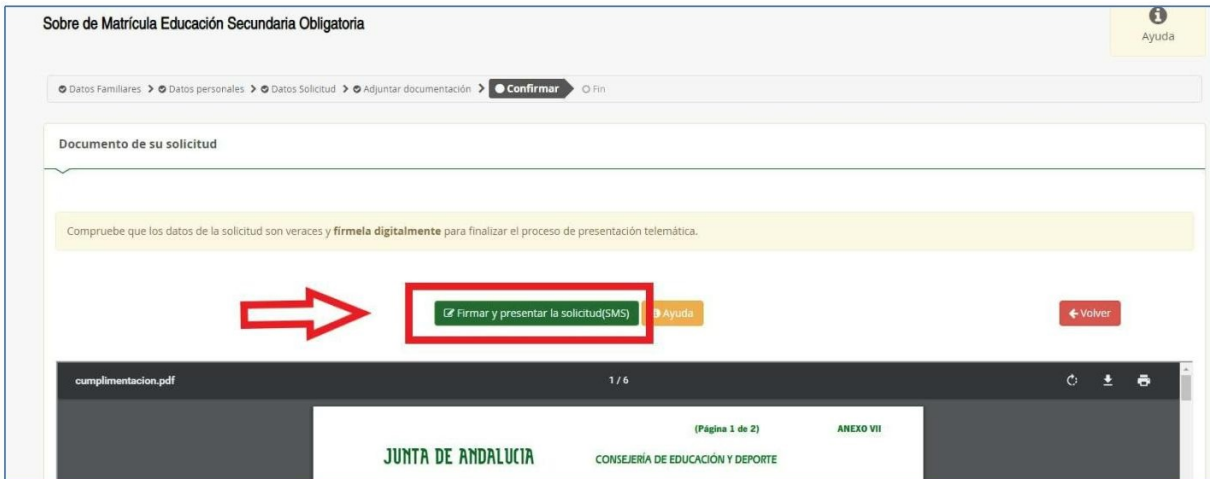 Sobre de Matrícula Educación Secundaria Obligatoria
Ayuda
Datos Familiares > Datos personales > Datos Solicitud > Adjuntar documentación > Confirmar Fin
Documento de su solicitud
Compruebe que los datos de la solicitud son veraces y fírmela digitalmente para finalizar el proceso de presentación telemática.
Firmar y presentar la solicitud(SMS) Ayuda Volver
cumplimentacion.pdf 1 / 6
(Página 1 de 2) ANEXO VII
JUNTA DE ANDALUCIA CONSEJERÍA DE EDUCACIÓN Y DEPORTE